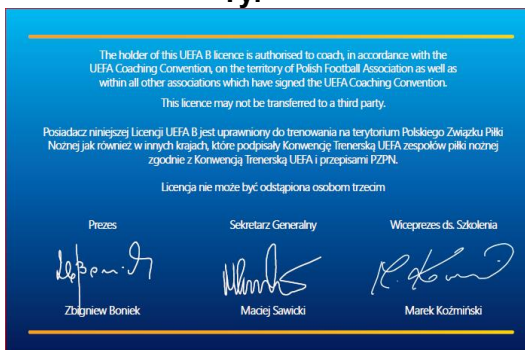 The holder of this UEFA B licence is authorised to coach, in accordance with the
UEFA Coaching Convention, on the territory of Polish Football Association as well as
within all other associations which have signed the UEFA Coaching Convention.
This licence may not be transferred to a third party.
Posiadacz niniejszej Licencji UEFA B jest uprawniony do trenowania na terytorium Polskiego Związku Piłki
Nożnej jak również w innych krajach, które podpisały Konwencję Trenerską UEFA zespołów piłki nożnej
zgodnie z Konwencją Trenerską UEFA i przepisami PZPN.
Licencja nie może być odstąpiona osobom trzecim
Prezes Sekretarz Generalny Wiceprezes ds. Szkolenia
Zbigniew Boniek Maciej Sawicki Marek Koźmiński